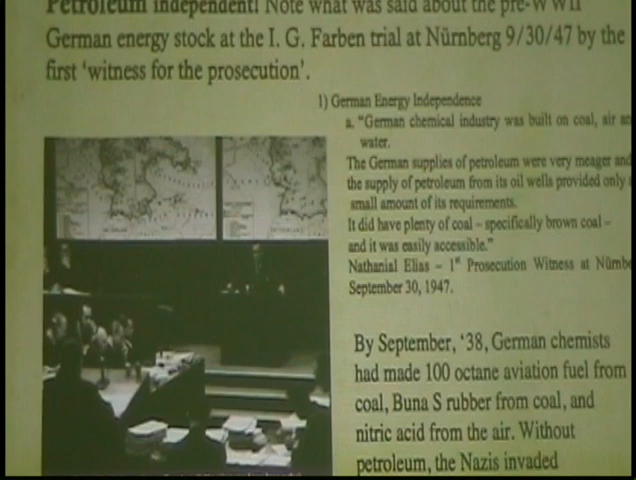 Petroleum independent! Note what was said about the pre-WWII
German energy stock at the I. G. Farben trial at Nürnberg 9/30/47 by the
first ‘witness for the prosecution’.
1) German Energy Independence
a. “German chemical industry was built on coal, air an
water.
The German supplies of petroleum were very meager and
the supply of petroleum from its oil wells provided only a
small amount of its requirements.
It did have plenty of coal – specifically brown coal –
and it was easily accessible.”
Nathanial Elias – 1st Prosecution Witness at Nürnbe
September 30, 1947.
By September, ‘38, German chemists
had made 100 octane aviation fuel from
coal, Buna S rubber from coal, and
nitric acid from the air. Without
petroleum, the Nazis invaded